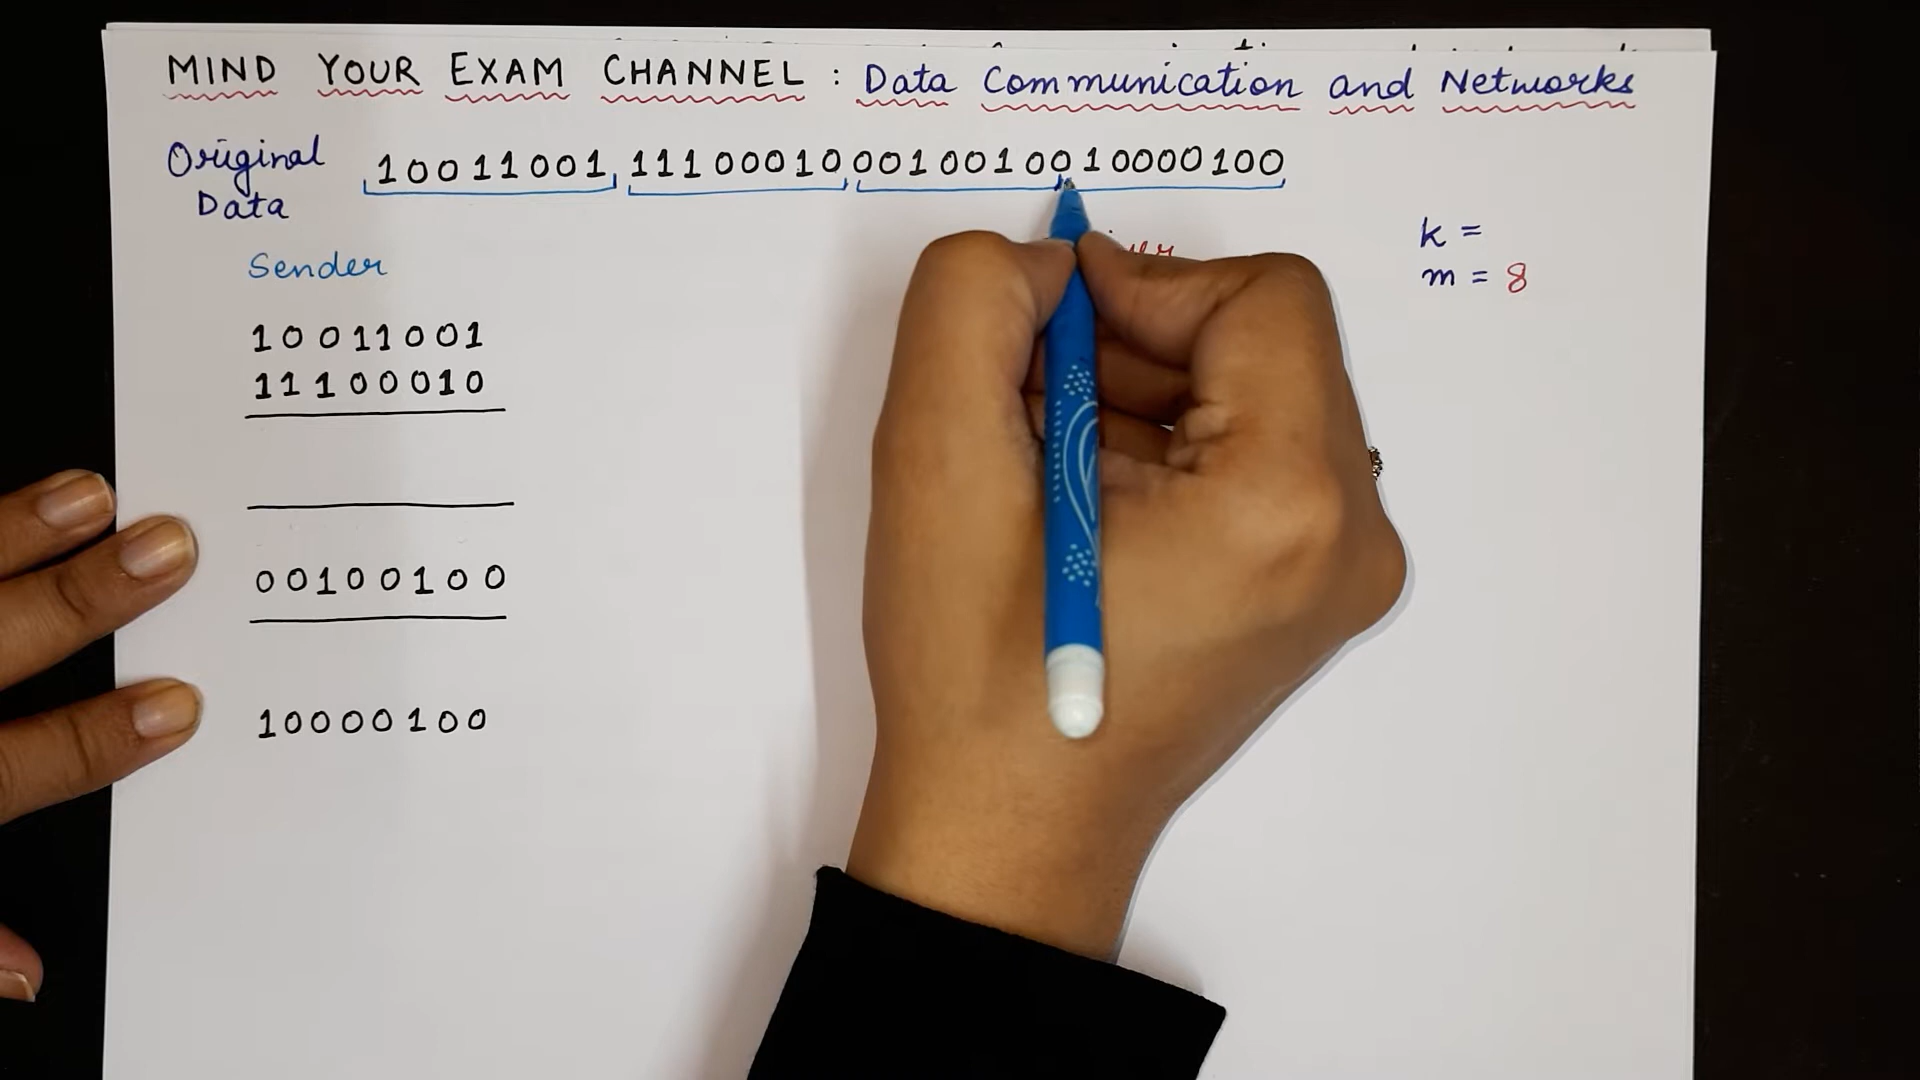 MIND YOUR EXAM CHANNEL : Data Communication and Networks
Original Data
10011001 11100010 00100100 10000100
k =
m = 8
Sender
10011001
11100010
00100100
10000100